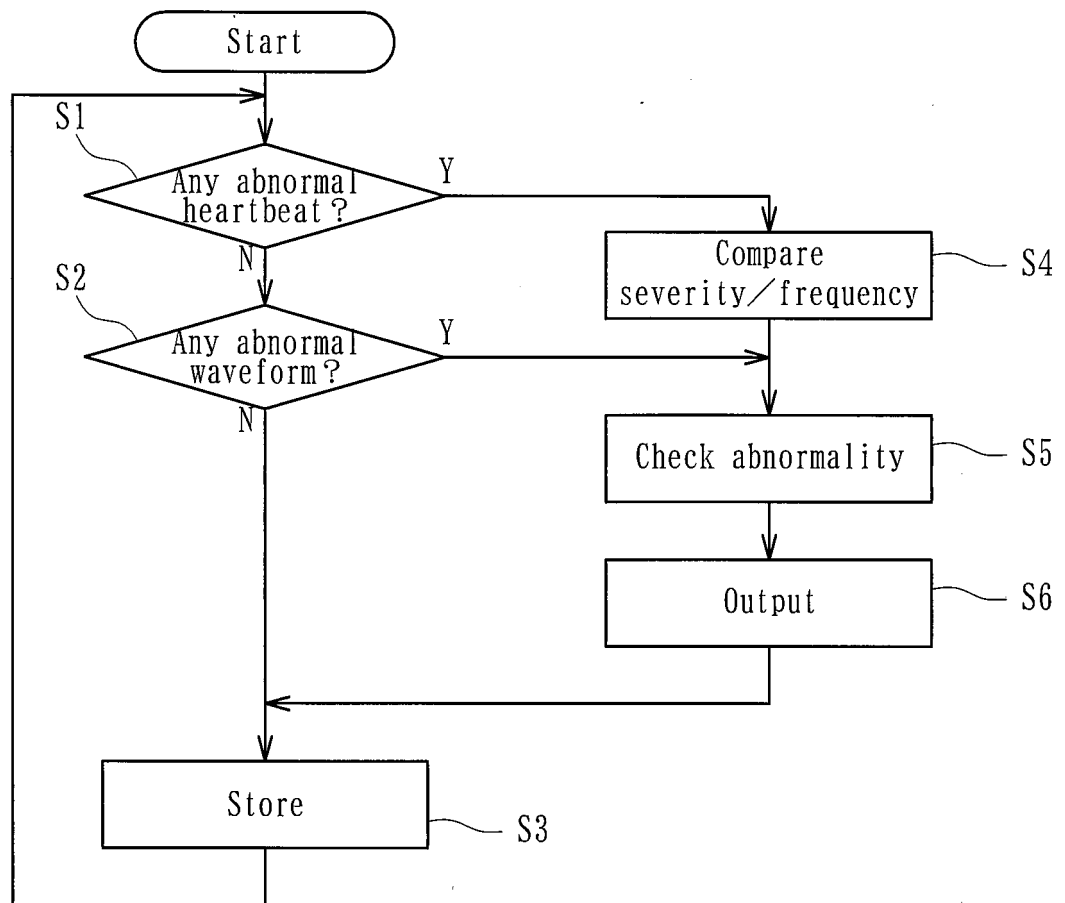 Start
S1
Any abnormal
heartbeat?
Y
N
Compare
severity/frequency
S4
S2
Any abnormal
waveform?
Y
N
Check abnormality
S5
Output
S6
Store
S3